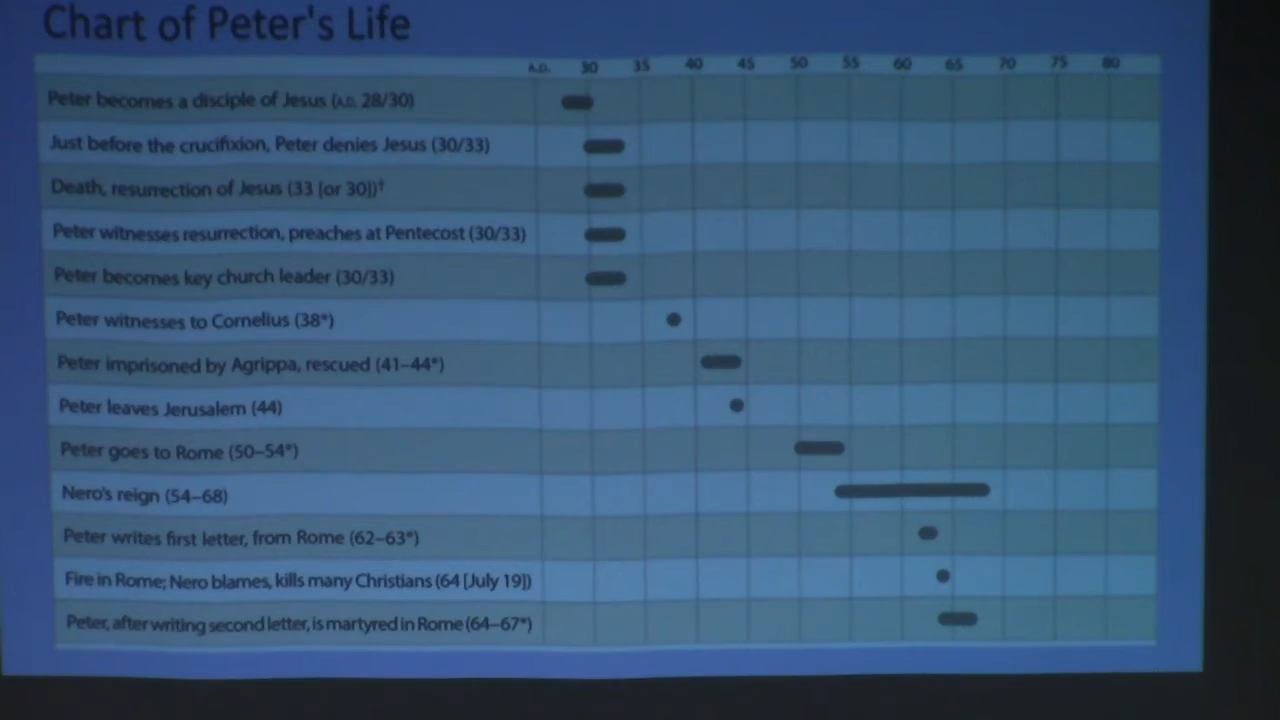 Chart of Peter's Life
A.D. 30 35 40 45 50 55 60 65 70 75 80
Peter becomes a disciple of Jesus (A.D. 28/30)
Just before the crucifixion, Peter denies Jesus (30/33)
Death, resurrection of Jesus (33 [or 30])†
Peter witnesses resurrection, preaches at Pentecost (30/33)
Peter becomes key church leader (30/33)
Peter witnesses to Cornelius (38*)
Peter imprisoned by Agrippa, rescued (41–44*)
Peter leaves Jerusalem (44)
Peter goes to Rome (50–54*)
Nero's reign (54–68)
Peter writes first letter, from Rome (62–63*)
Fire in Rome; Nero blames, kills many Christians (64 [July 19])
Peter, after writing second letter, is martyred in Rome (64–67*)